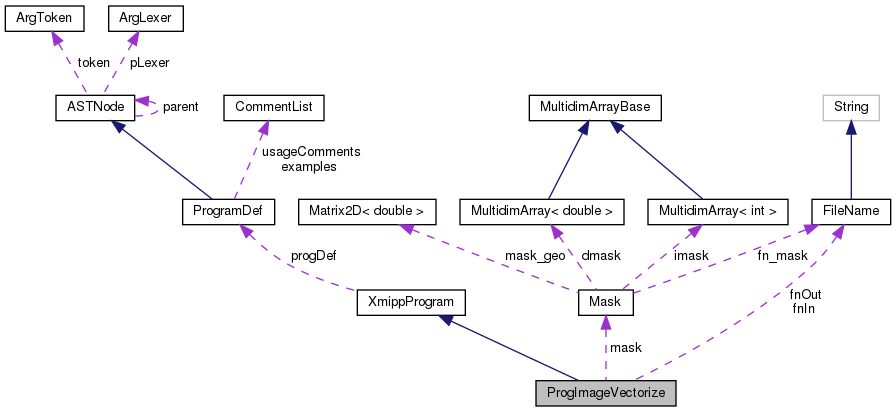 ArgToken
ArgLexer
token
pLexer
ASTNode
parent
CommentList
MultidimArrayBase
String
usageComments
examples
ProgramDef
Matrix2D< double >
MultidimArray< double >
MultidimArray< int >
FileName
progDef
mask_geo
dmask
imask
fn_mask
XmippProgram
Mask
fnOut
fnIn
mask
ProgImageVectorize